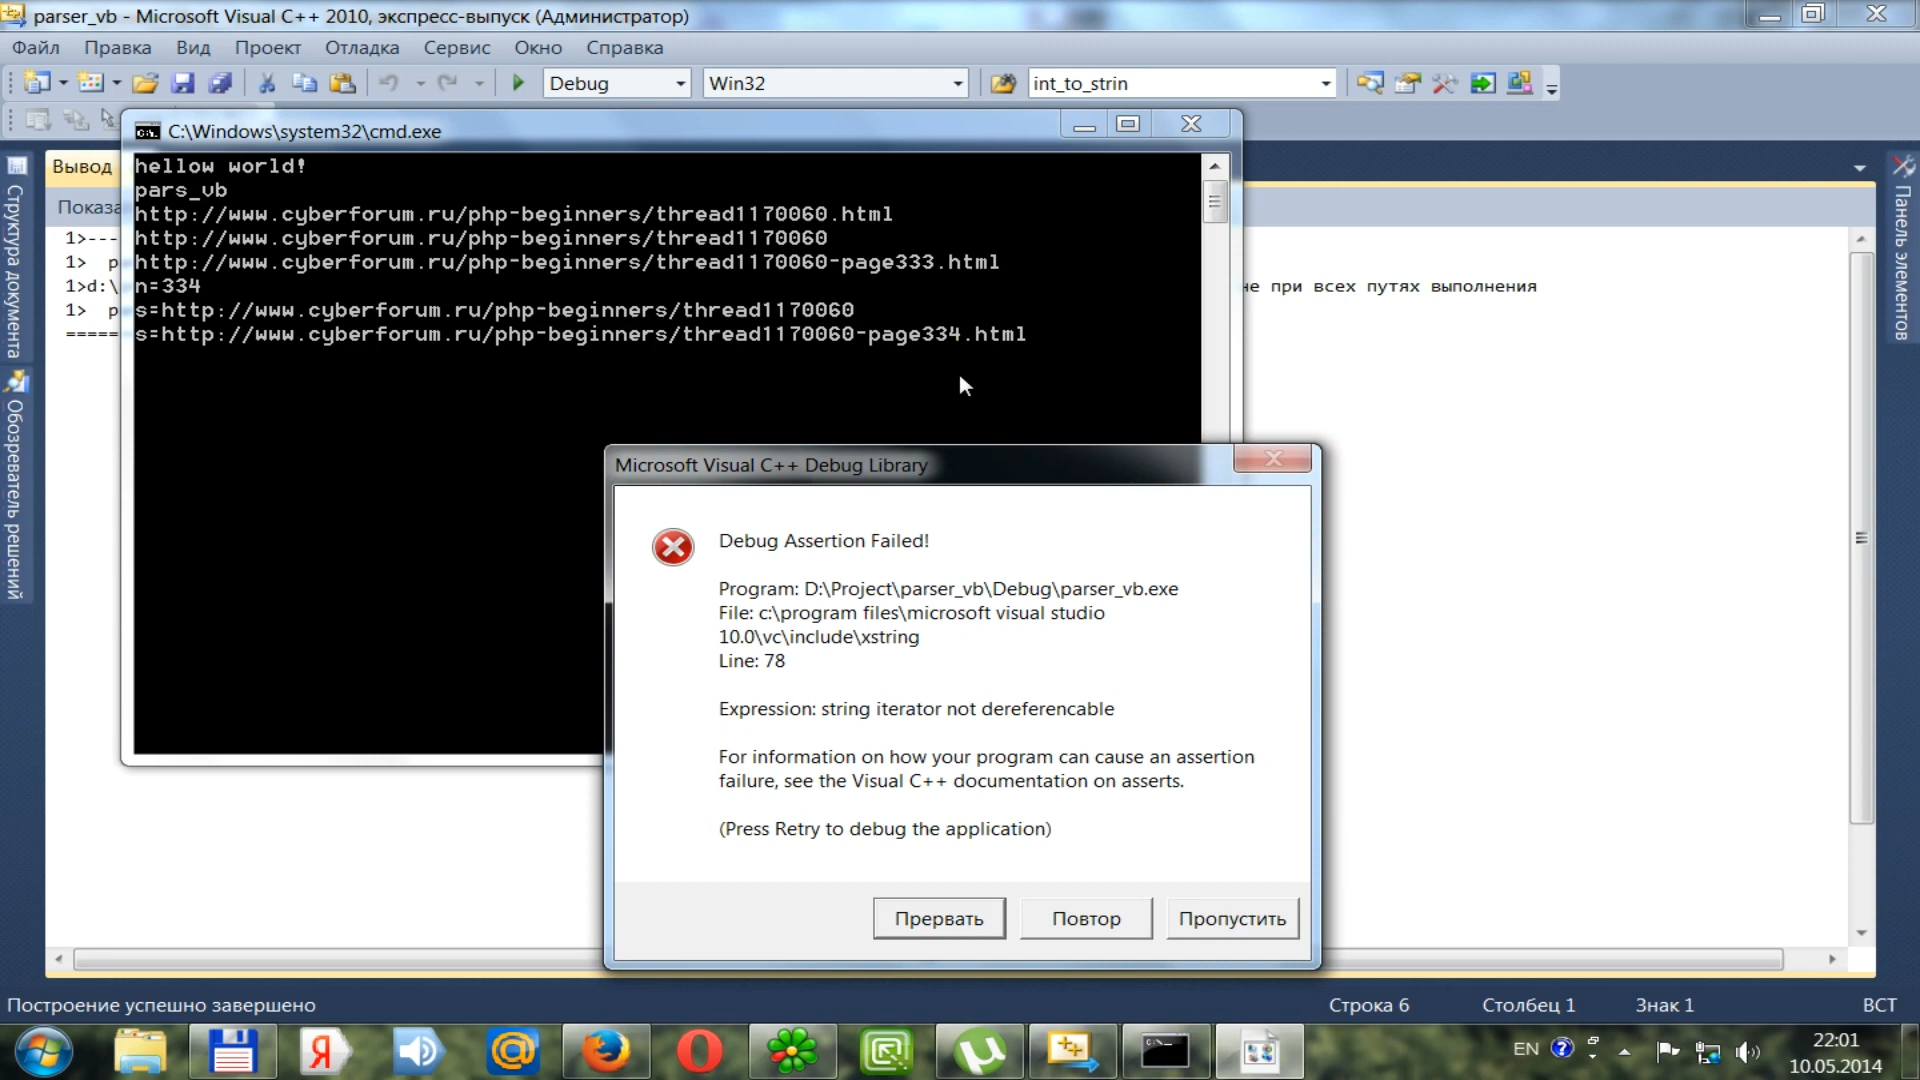 parser_vb - Microsoft Visual C++ 2010, экспресс-выпуск (Администратор)
Файл Правка Вид Проект Отладка Сервис Окно Справка
Debug Win32 int_to_strin
C:\Windows\system32\cmd.exe
Вывод
Показа
1>---
1> p
1>d:\
не при всех путях выполнения
1> p
=====
hellow world!
pars_vb
http://www.cyberforum.ru/php-beginners/thread1170060.html
http://www.cyberforum.ru/php-beginners/thread1170060
http://www.cyberforum.ru/php-beginners/thread1170060-page333.html
n=334
s=http://www.cyberforum.ru/php-beginners/thread1170060
s=http://www.cyberforum.ru/php-beginners/thread1170060-page334.html
Структура документа
Обозреватель решений
Панель элементов
Microsoft Visual C++ Debug Library
Debug Assertion Failed!
Program: D:\Project\parser_vb\Debug\parser_vb.exe
File: c:\program files\microsoft visual studio
10.0\vc\include\xstring
Line: 78
Expression: string iterator not dereferencable
For information on how your program can cause an assertion
failure, see the Visual C++ documentation on asserts.
(Press Retry to debug the application)
Прервать Повтор Пропустить
Построение успешно завершено Строка 6 Столбец 1 Знак 1 ВСТ
EN 22:01
10.05.2014